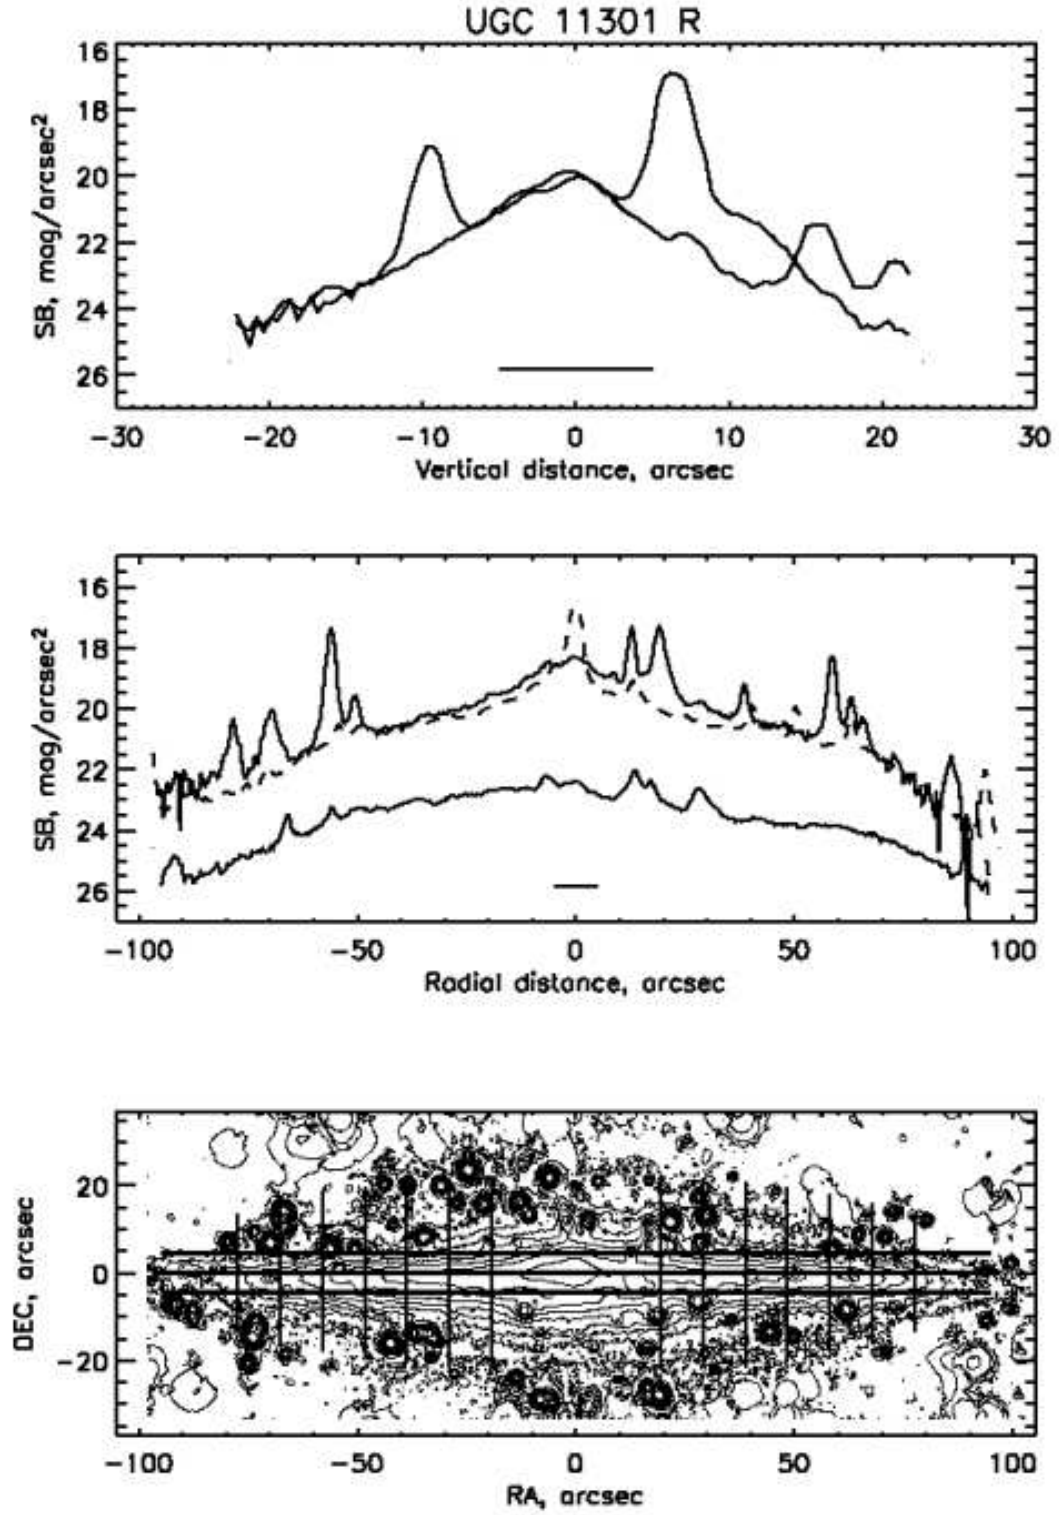 UGC 11301 R
16
18
20
22
24
26
SB, mag/arcsec²
-30 -20 -10 0 10 20 30
Vertical distance, arcsec
16
18
20
22
24
26
SB, mag/arcsec²
-100 -50 0 50 100
Radial distance, arcsec
20
0
-20
DEC, arcsec
-100 -50 0 50 100
RA, arcsec